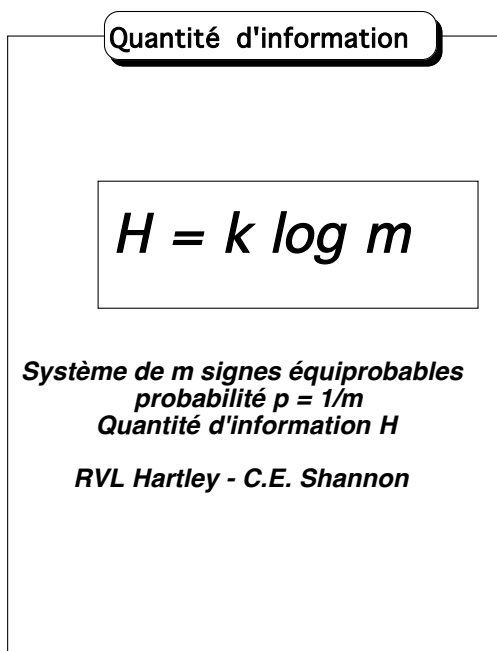 Quantité d'information
H = k log m
Système de m signes équiprobables
probabilité p = 1/m
Quantité d'information H
RVL Hartley - C.E. Shannon